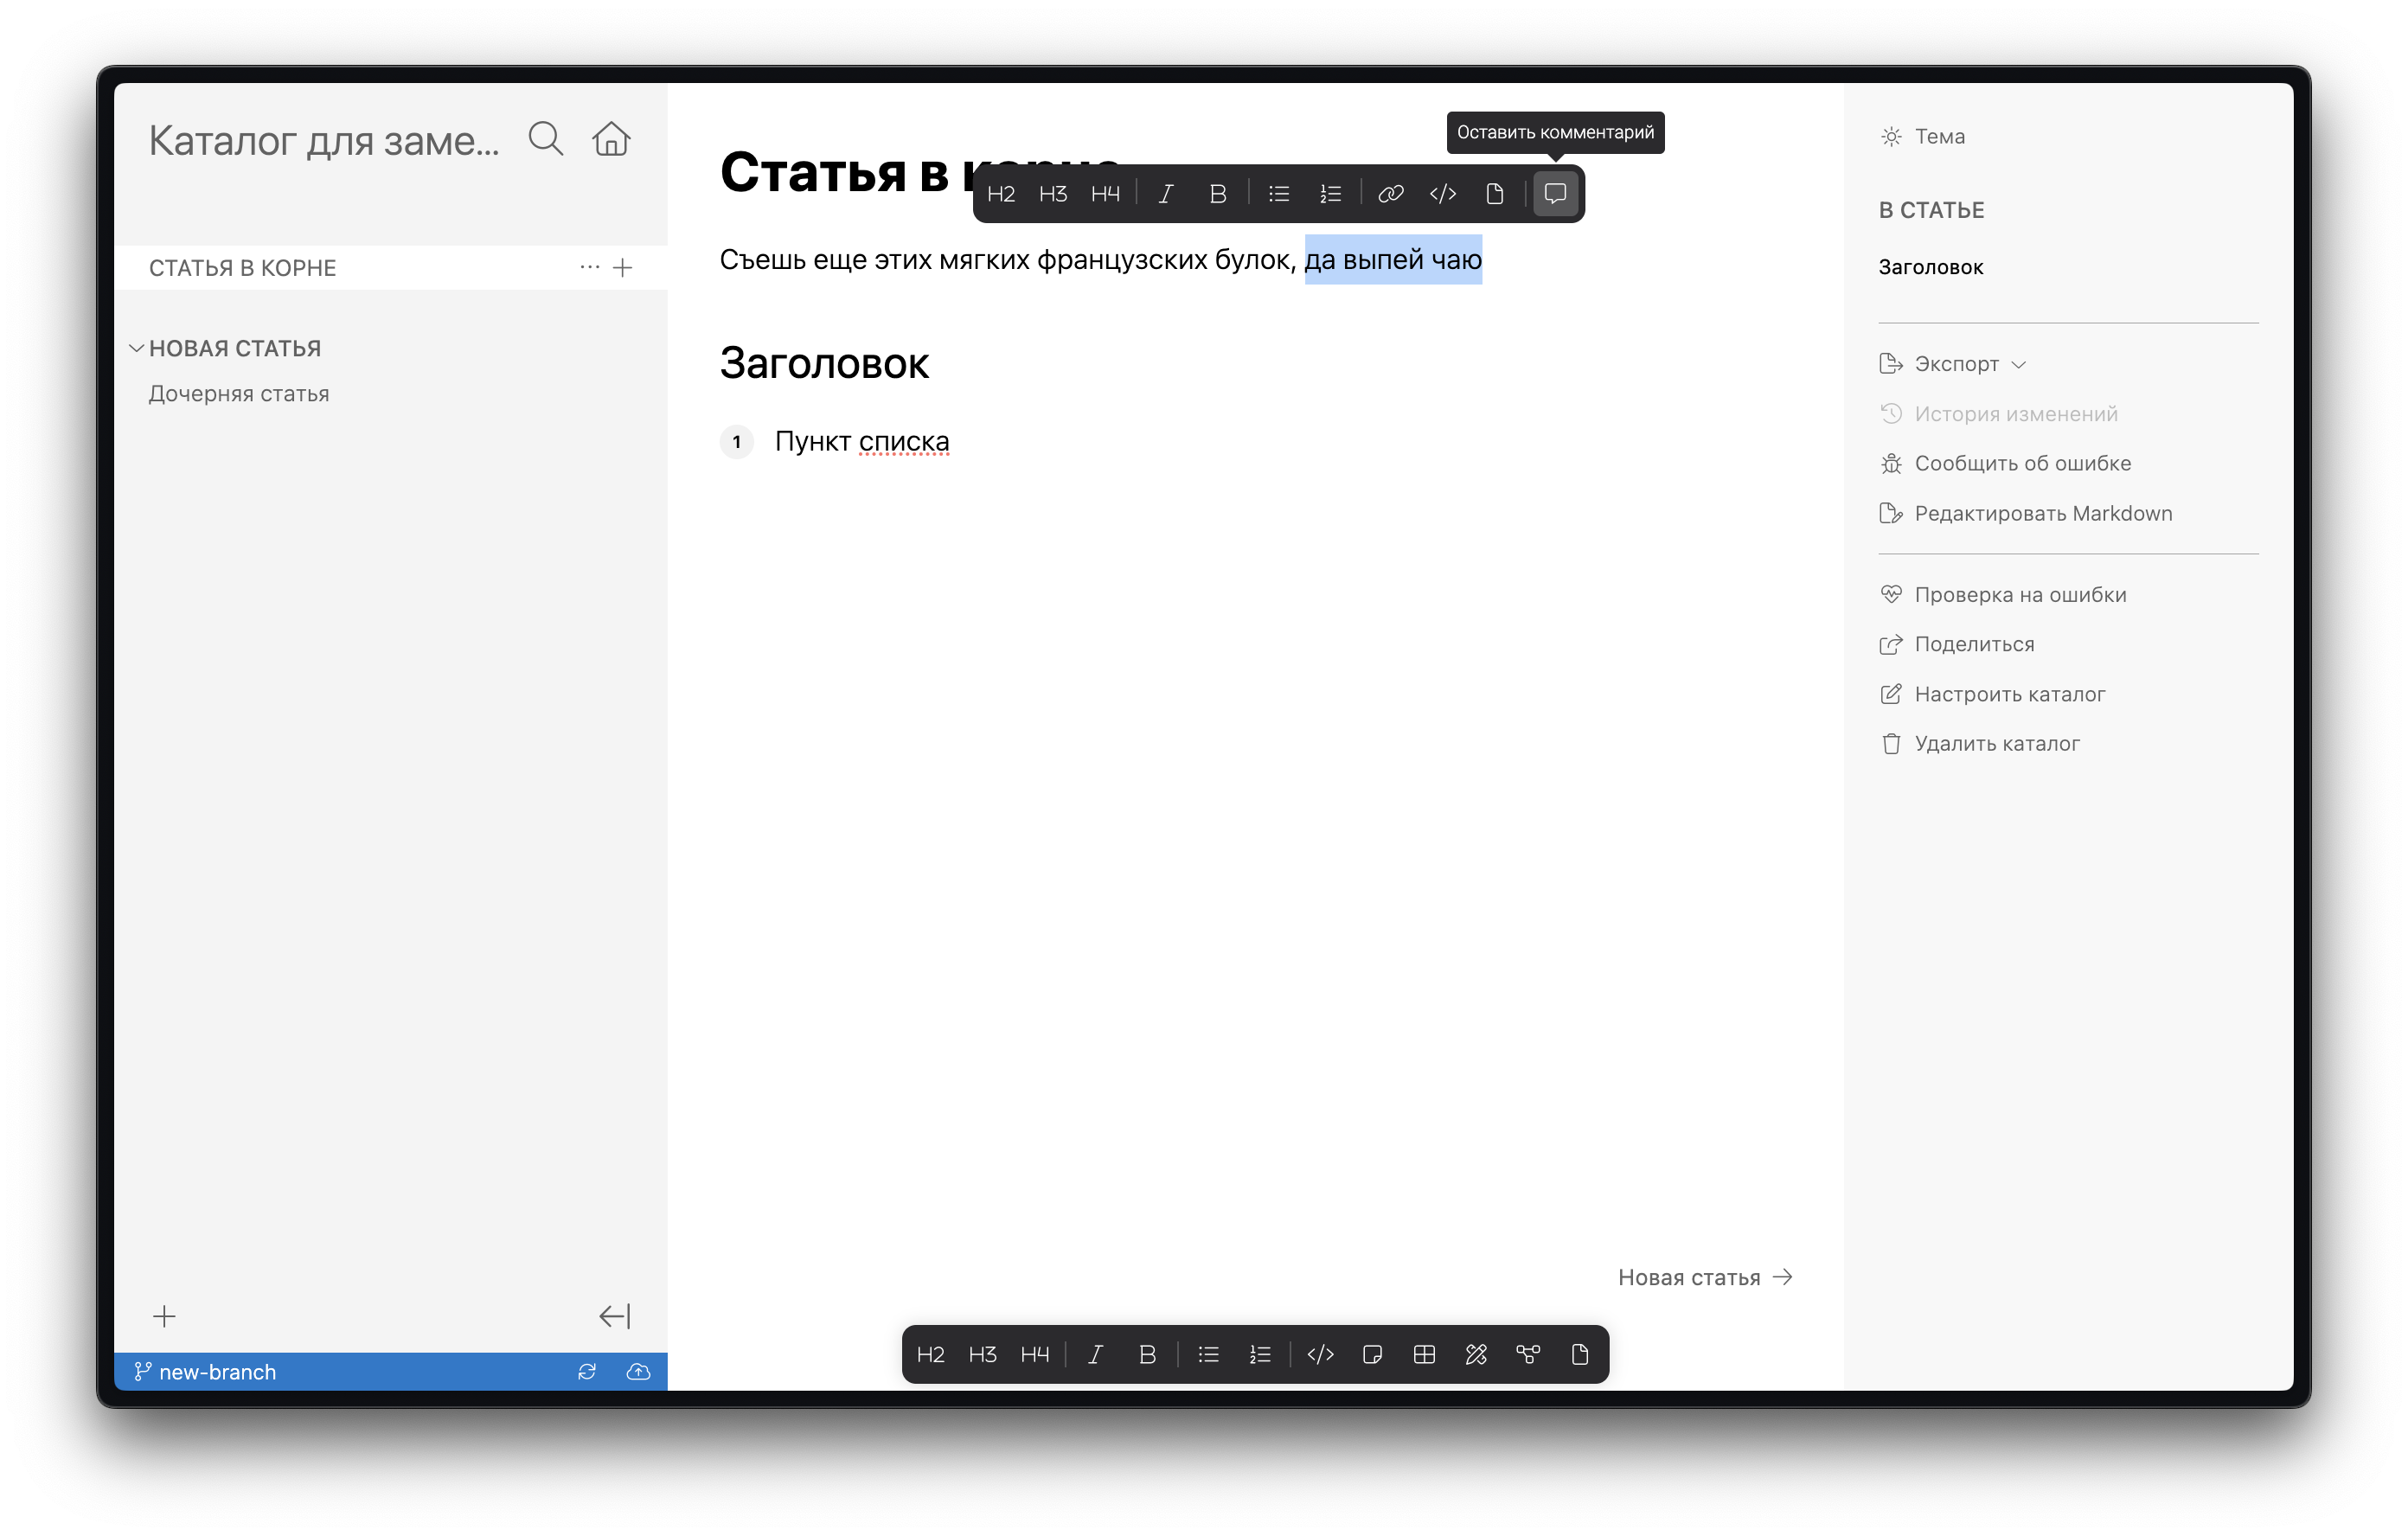 Каталог для заме...
СТАТЬЯ В КОРНЕ
НОВАЯ СТАТЬЯ
Дочерняя статья
new-branch
Оставить комментарий
Статья в
H2 H3 H4 I B </>
Съешь еще этих мягких французских булок, да выпей чаю
Заголовок
1 Пункт списка
Новая статья →
H2 H3 H4 I B </>
Тема
В СТАТЬЕ
Заголовок
Экспорт
История изменений
Сообщить об ошибке
Редактировать Markdown
Проверка на ошибки
Поделиться
Настроить каталог
Удалить каталог